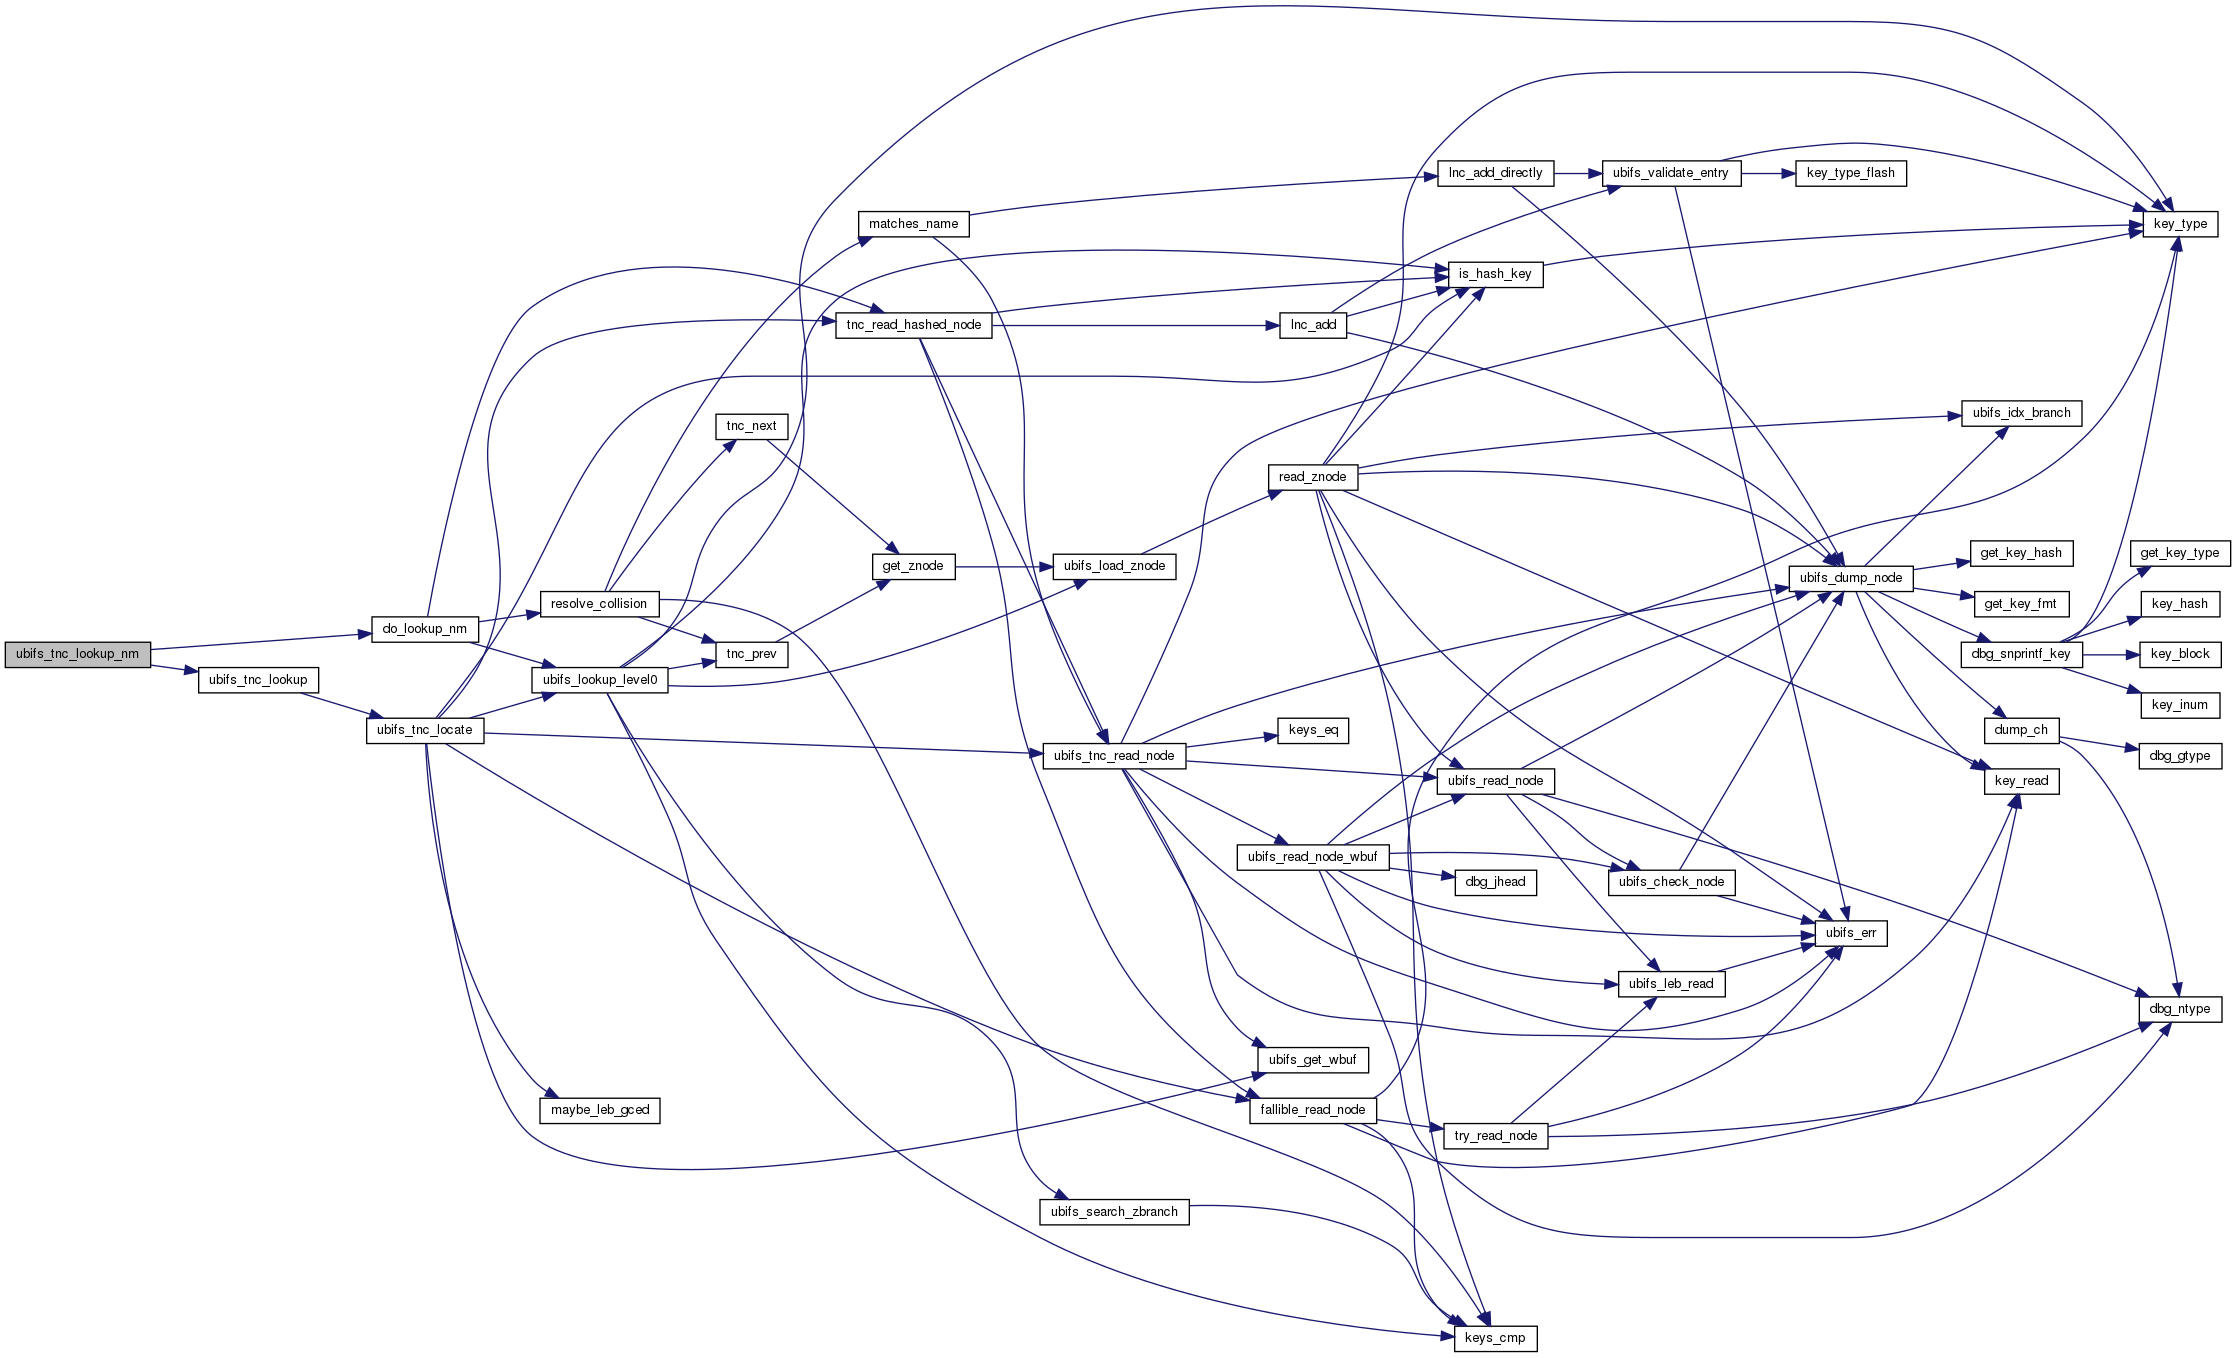 lnc_add_directly
ubifs_validate_entry
key_type_flash
matches_name
key_type
is_hash_key
tnc_read_hashed_node
lnc_add
tnc_next
ubifs_idx_branch
read_znode
get_znode
ubifs_load_znode
ubifs_dump_node
get_key_hash
get_key_type
resolve_collision
get_key_fmt
key_hash
do_lookup_nm
ubifs_tnc_lookup_nm
tnc_prev
dbg_snprintf_key
key_block
ubifs_tnc_lookup
ubifs_lookup_level0
key_inum
ubifs_tnc_locate
keys_eq
dump_ch
ubifs_tnc_read_node
dbg_gtype
ubifs_read_node
key_read
ubifs_read_node_wbuf
dbg_jhead
ubifs_check_node
ubifs_err
ubifs_leb_read
dbg_ntype
ubifs_get_wbuf
maybe_leb_gced
fallible_read_node
try_read_node
ubifs_search_zbranch
keys_cmp